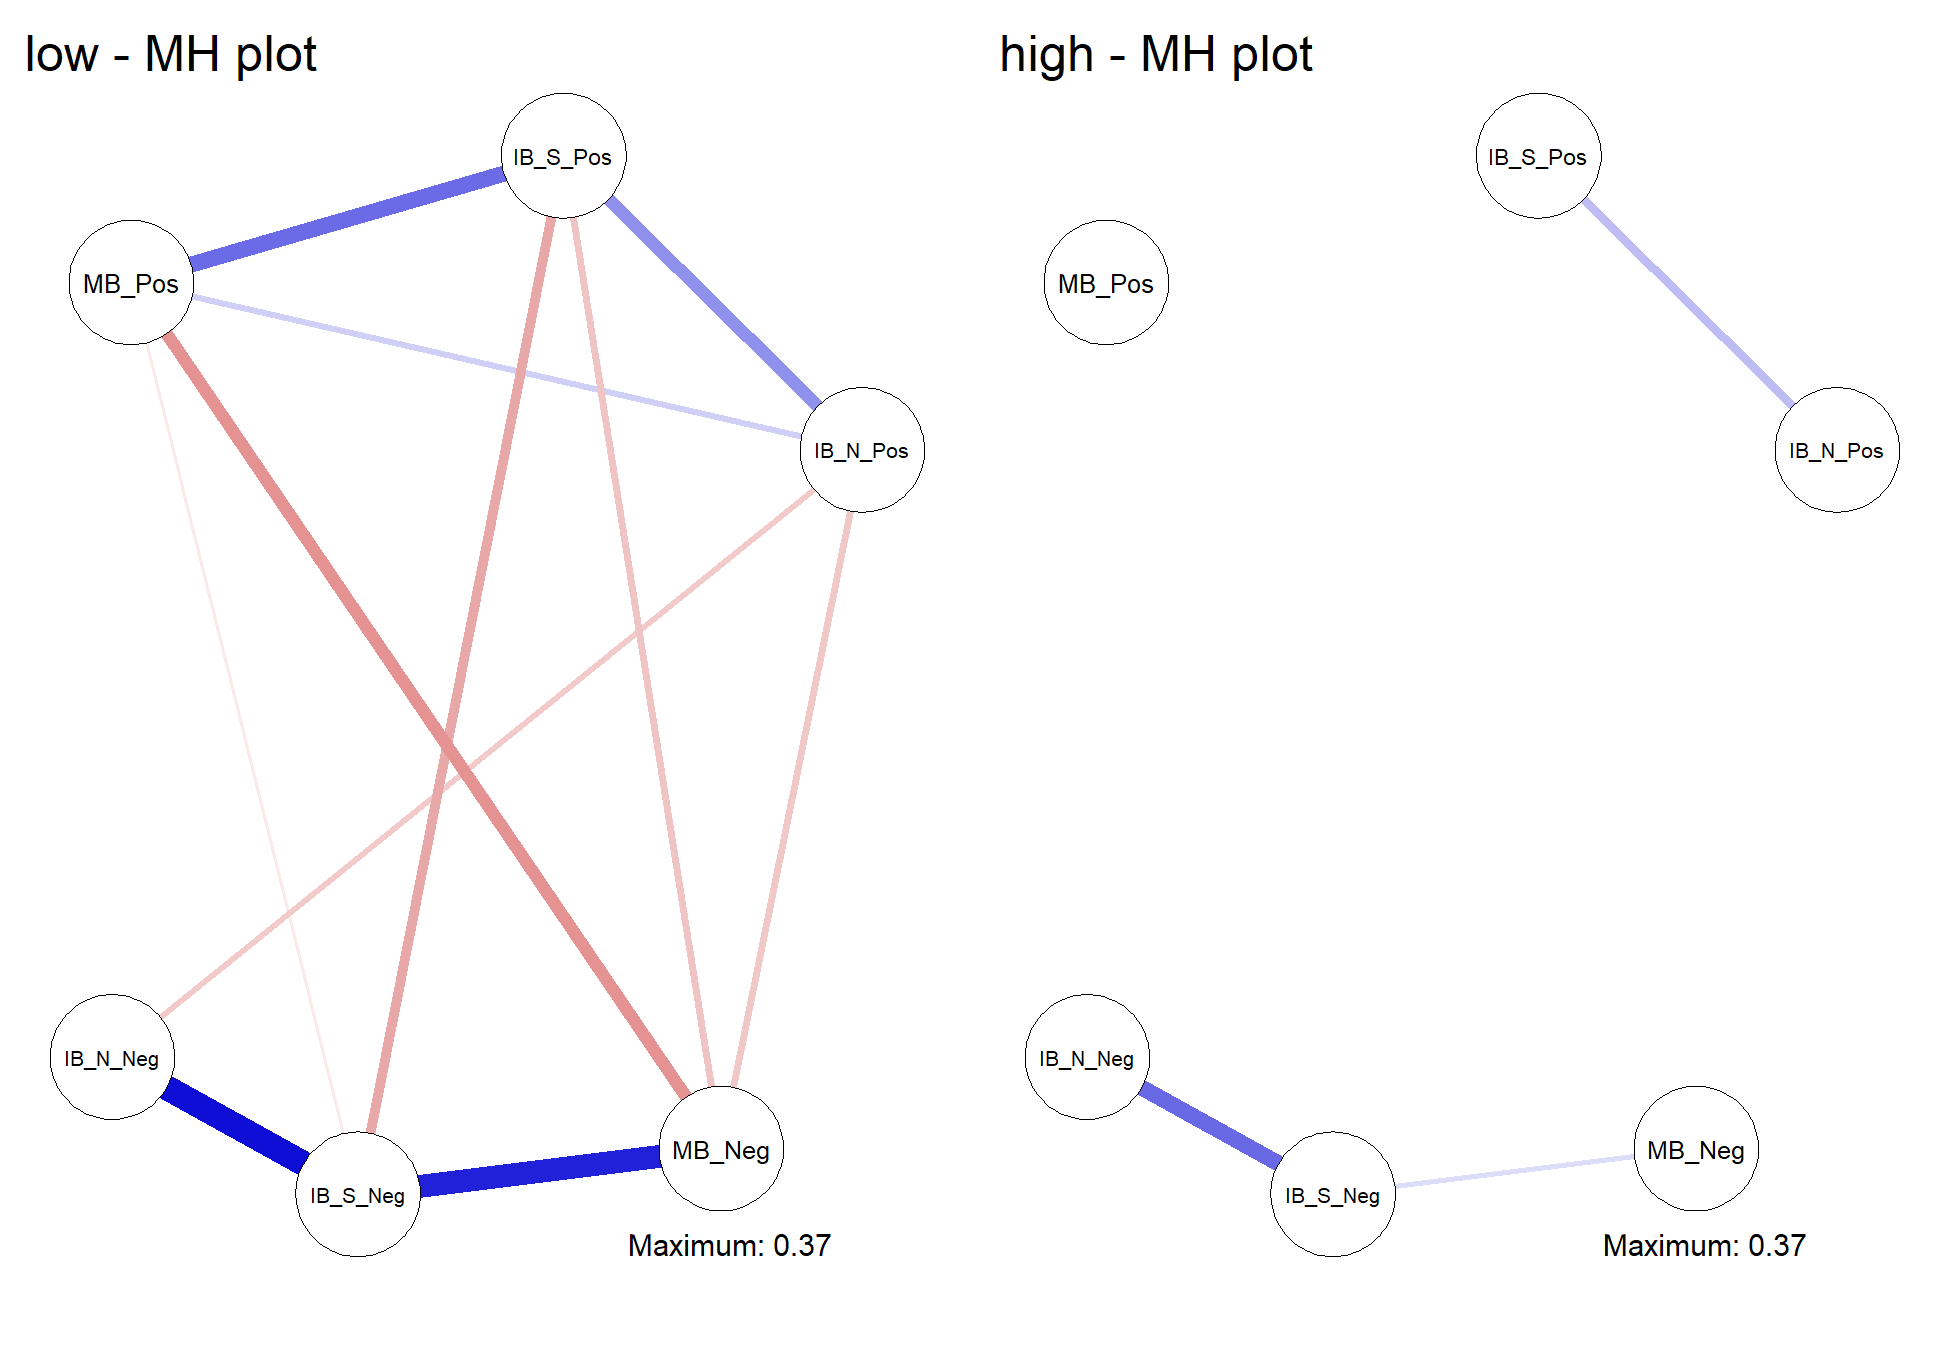 low - MH plot
IB_S_Pos
MB_Pos
IB_N_Pos
IB_N_Neg
MB_Neg
IB_S_Neg
Maximum: 0.37
high - MH plot
IB_S_Pos
MB_Pos
IB_N_Pos
IB_N_Neg
MB_Neg
IB_S_Neg
Maximum: 0.37